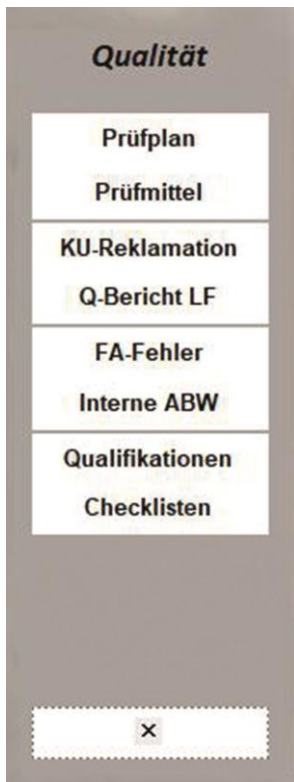 Qualität
Prüfplan
Prüfmittel
KU-Reklamation
Q-Bericht LF
FA-Fehler
Interne ABW
Qualifikationen
Checklisten